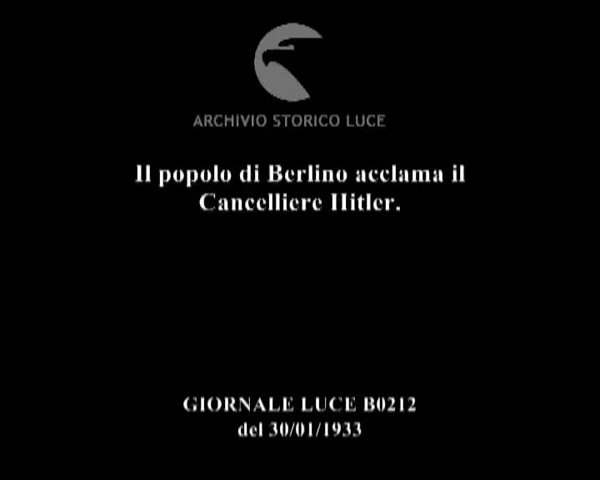 ARCHIVIO STORICO LUCE
Il popolo di Berlino acclama il
Cancelliere Hitler.
GIORNALE LUCE B0212
del 30/01/1933